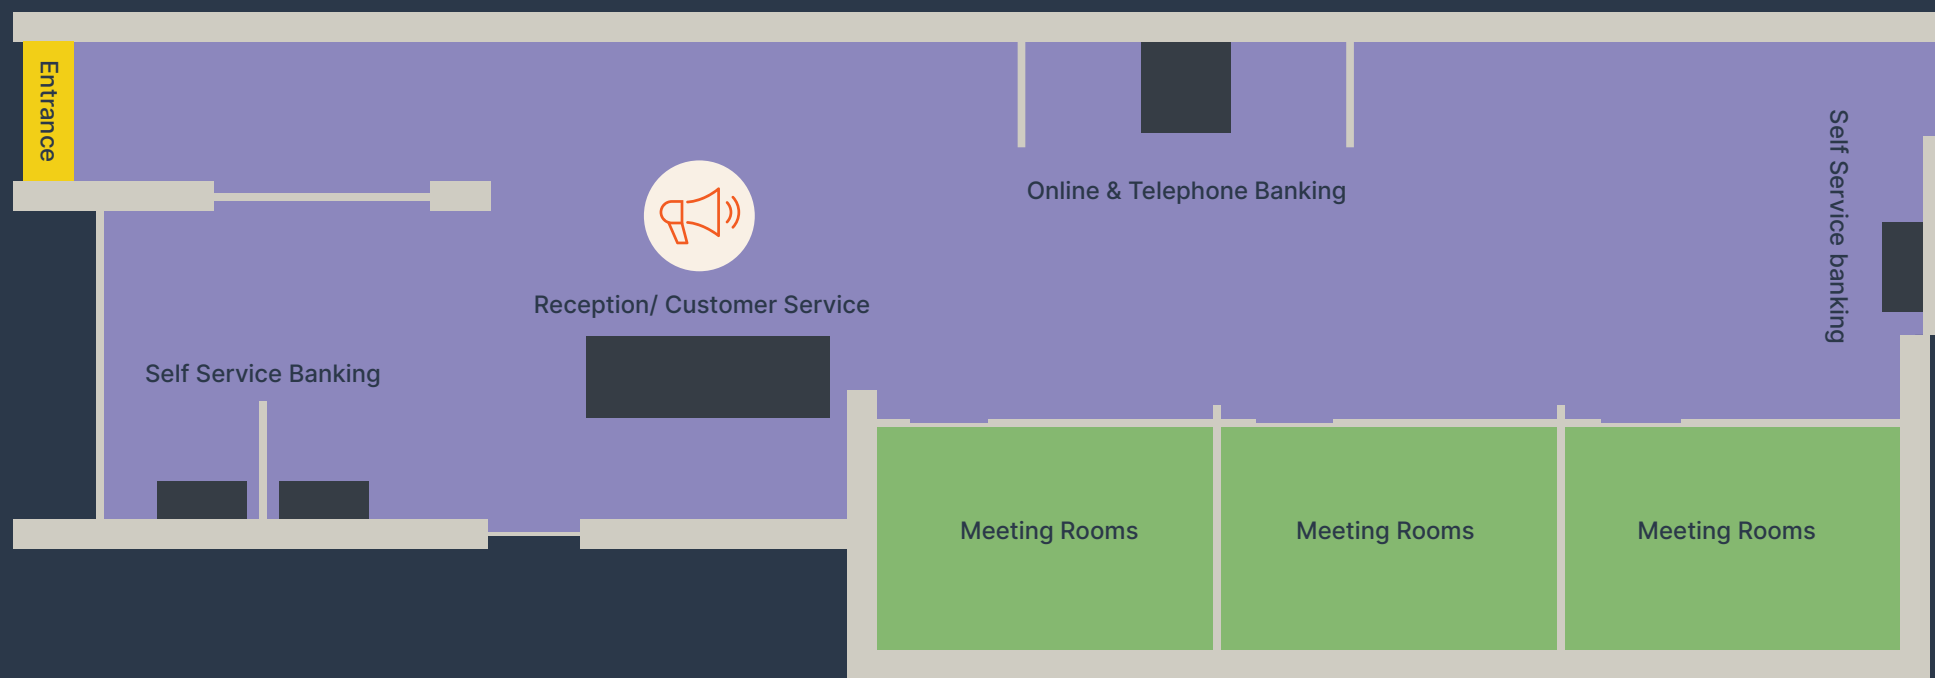 Entrance
Online & Telephone Banking
Self Service banking
Reception/ Customer Service
Self Service Banking
Meeting Rooms
Meeting Rooms
Meeting Rooms